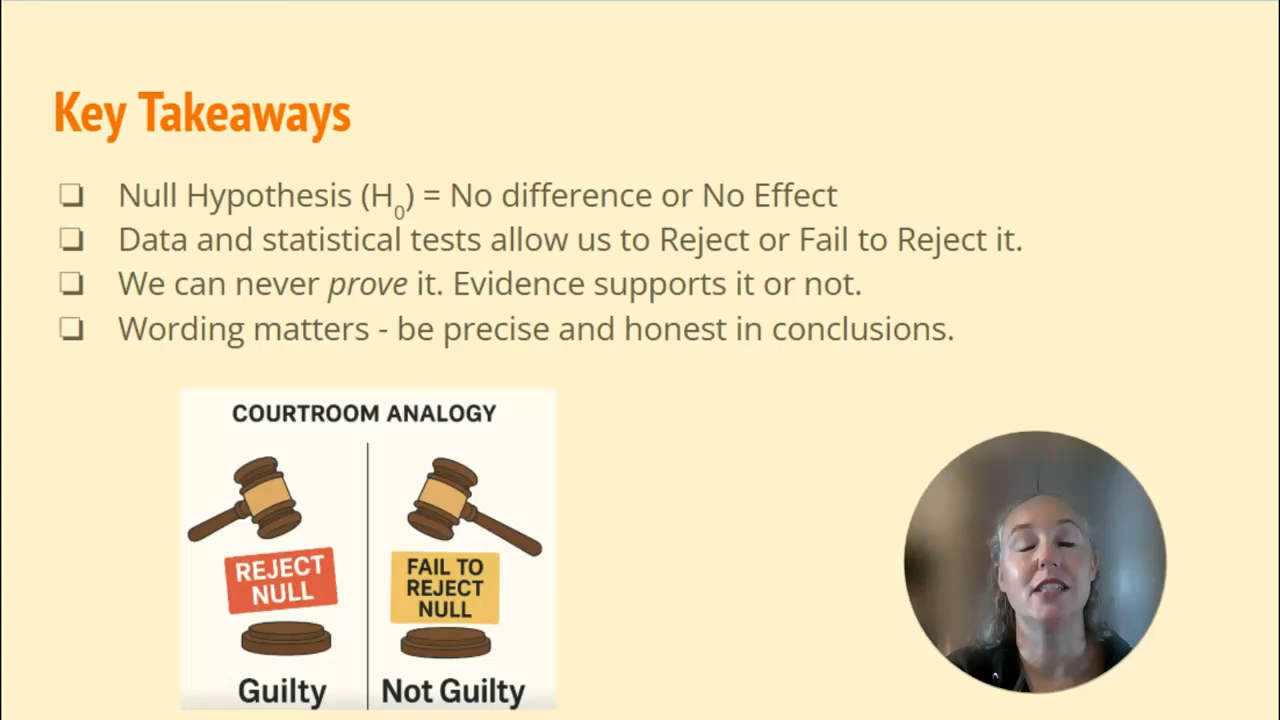 Key Takeaways
❏ Null Hypothesis (H₀) = No difference or No Effect
❏ Data and statistical tests allow us to Reject or Fail to Reject it.
❏ We can never prove it. Evidence supports it or not.
❏ Wording matters - be precise and honest in conclusions.
COURTROOM ANALOGY
REJECT
NULL
Guilty
FAIL TO
REJECT
NULL
Not Guilty